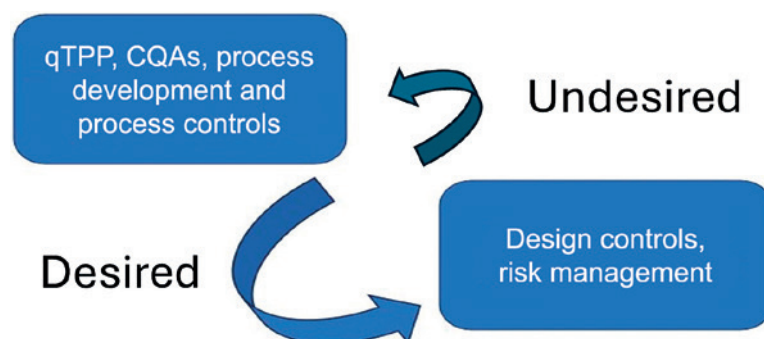 qTPP, CQAs, process
development and
process controls
Undesired
Desired
Design controls,
risk management